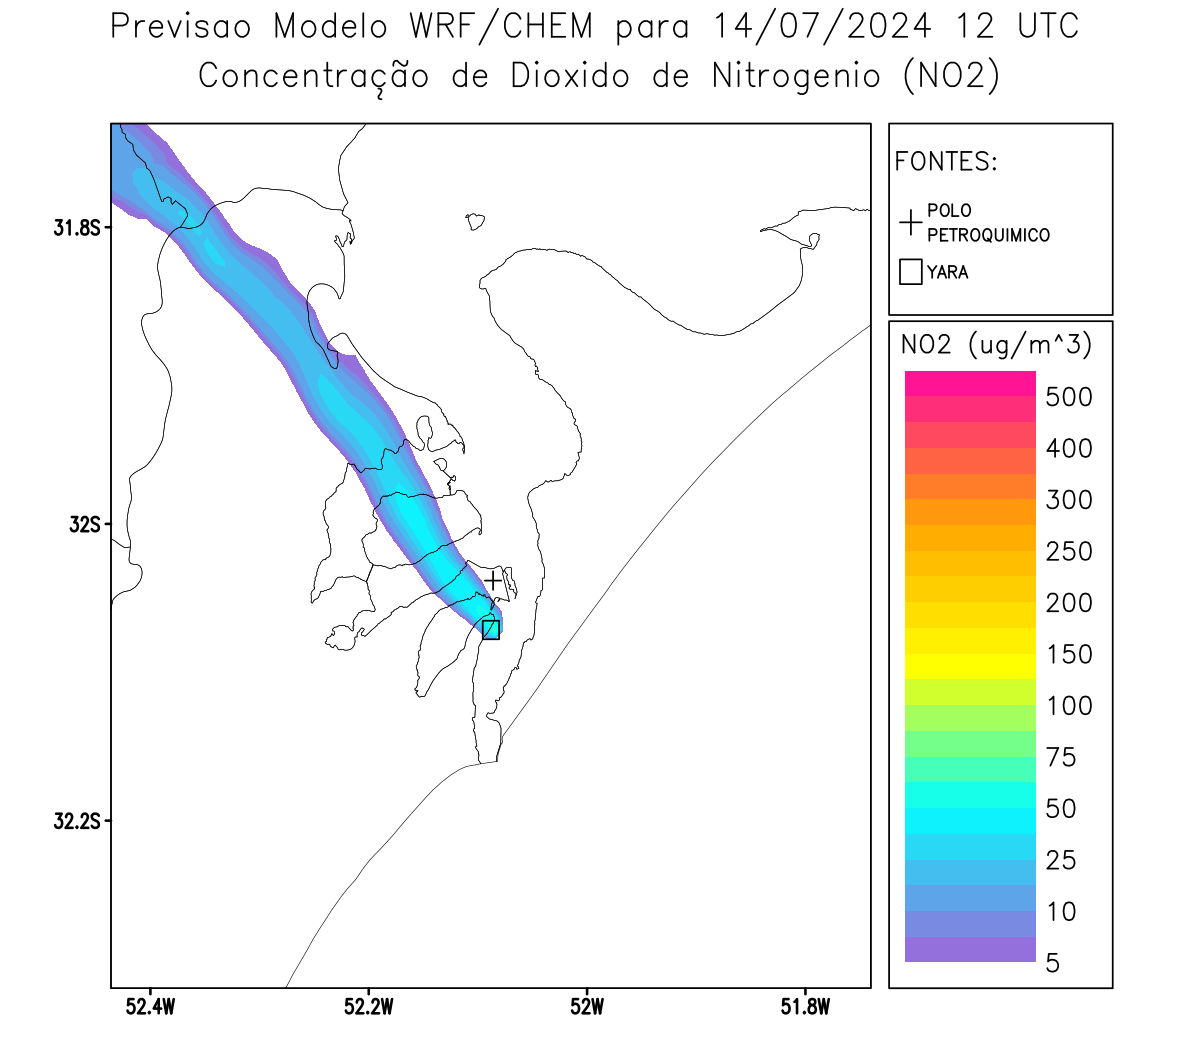 Previsao Modelo WRF/CHEM para 14/07/2024 12 UTC
Concentração de Dioxido de Nitrogenio (NO2)
FONTES:
POLO
PETROQUIMICO
YARA
NO2 (ug/m^3)
500
400
300
250
200
150
100
75
50
25
10
5
31.8S
32S
32.2S
52.4W
52.2W
52W
51.8W